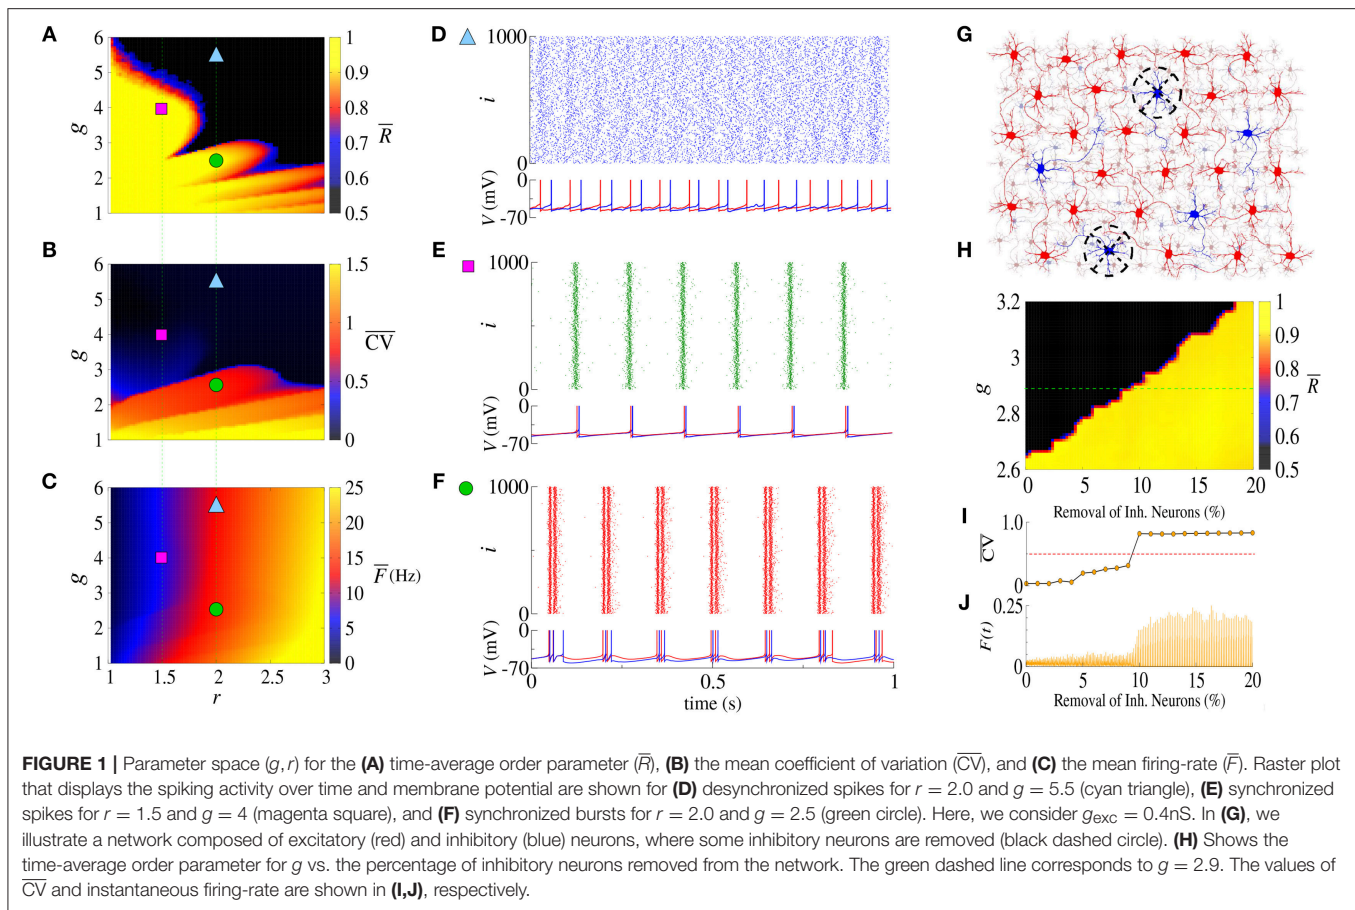 A
6
5
4
3
2
1
g
1
0.9
0.8
0.7
0.6
0.5
R̅
B
6
5
4
3
2
1
g
1.5
1
0.5
0
C̅V̅
C
6
5
4
3
2
1
g
25
20
15
10
5
0
F̅ (Hz)
1 1.5 2 2.5 3
r
D
1000
i
0
0
-70
V (mV)
E
1000
i
0
0
-70
V (mV)
F
1000
i
0
0
-70
V (mV)
0 0.5 1
time (s)
G
H
3.2
3.0
2.8
2.6
g
1
0.9
0.8
0.7
0.6
0.5
R̅
0 5 10 15 20
Removal of Inh. Neurons (%)
I
1.0
0
C̅V̅
J
0.25
0
F(t)
0 5 10 15 20
Removal of Inh. Neurons (%)
FIGURE 1 | Parameter space (g, r) for the (A) time-average order parameter (R̅), (B) the mean coefficient of variation (C̅V̅), and (C) the mean firing-rate (F̅). Raster plot
that displays the spiking activity over time and membrane potential are shown for (D) desynchronized spikes for r = 2.0 and g = 5.5 (cyan triangle), (E) synchronized
spikes for r = 1.5 and g = 4 (magenta square), and (F) synchronized bursts for r = 2.0 and g = 2.5 (green circle). Here, we consider gexc = 0.4nS. In (G), we
illustrate a network composed of excitatory (red) and inhibitory (blue) neurons, where some inhibitory neurons are removed (black dashed circle). (H) Shows the
time-average order parameter for g vs. the percentage of inhibitory neurons removed from the network. The green dashed line corresponds to g = 2.9. The values of
C̅V̅ and instantaneous firing-rate are shown in (I,J), respectively.